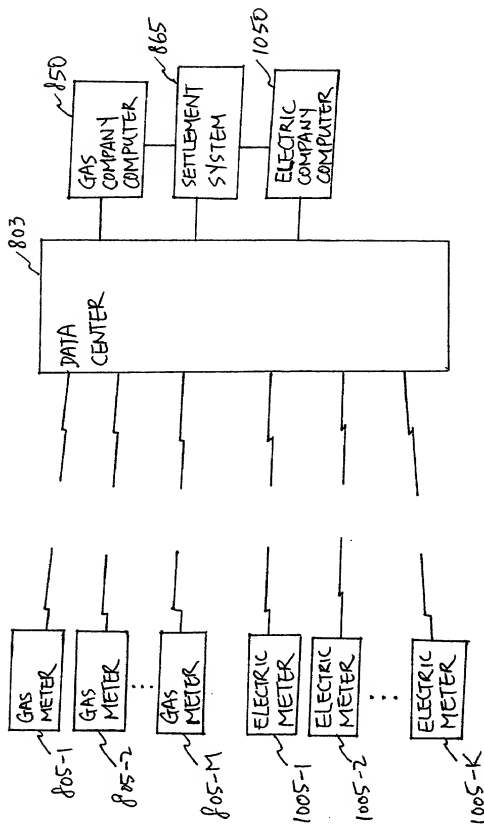 GAS
METER
805-1
GAS
METER
805-2
GAS
METER
805-M
ELECTRIC
METER
1005-1
ELECTRIC
METER
1005-2
ELECTRIC
METER
1005-K
DATA
CENTER
803
GAS
COMPANY
COMPUTER
850
SETTLEMENT
SYSTEM
865
ELECTRIC
COMPANY
COMPUTER
1050